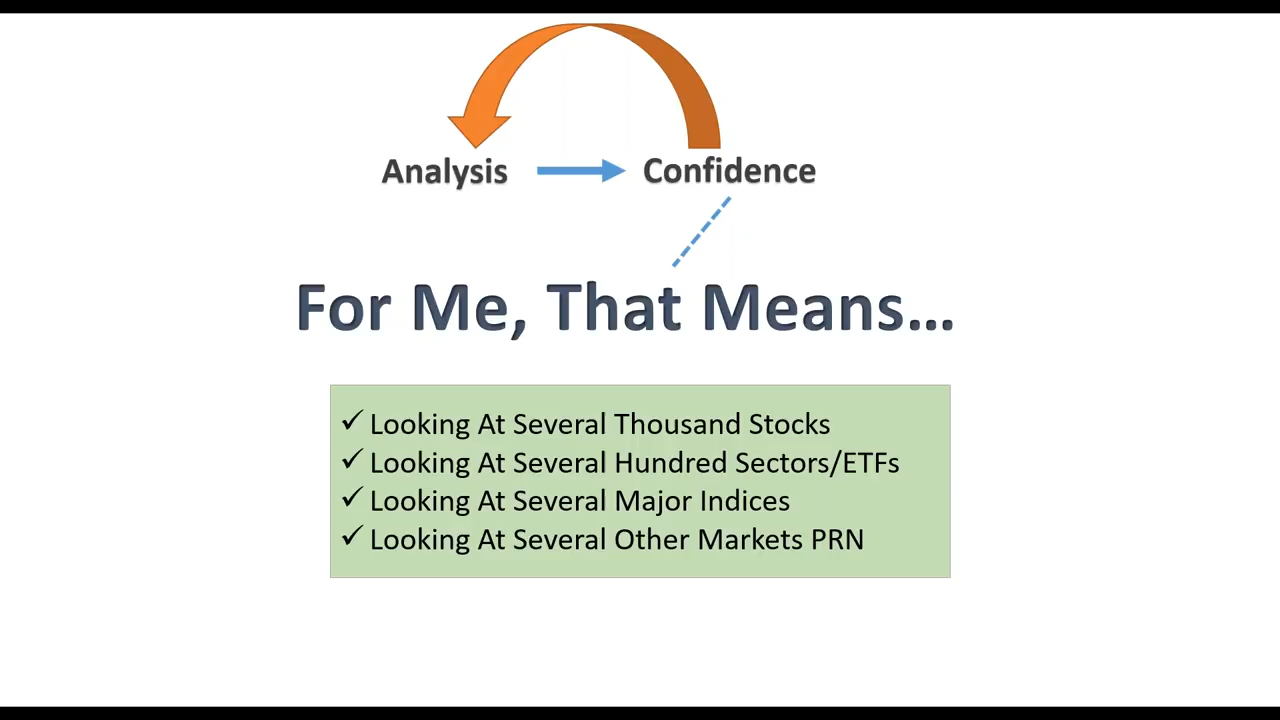 Analysis
Confidence
For Me, That Means...
✓ Looking At Several Thousand Stocks
✓ Looking At Several Hundred Sectors/ETFs
✓ Looking At Several Major Indices
✓ Looking At Several Other Markets PRN